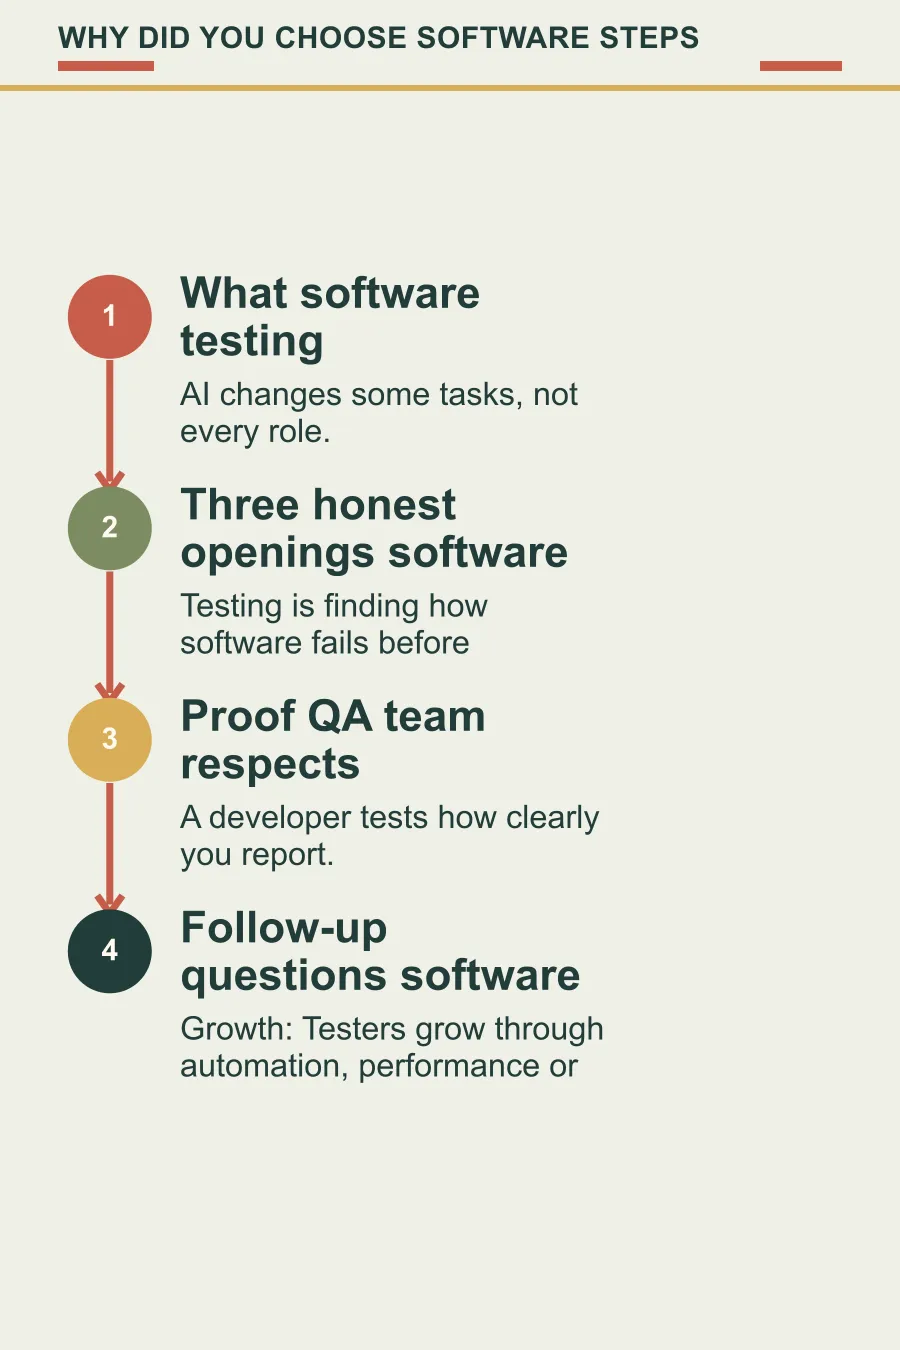 WHY DID YOU CHOOSE SOFTWARE STEPS
1
What software
testing
AI changes some tasks, not
every role.
2
Three honest
openings software
Testing is finding how
software fails before
3
Proof QA team
respects
A developer tests how clearly
you report.
4
Follow-up
questions software
Growth: Testers grow through
automation, performance or